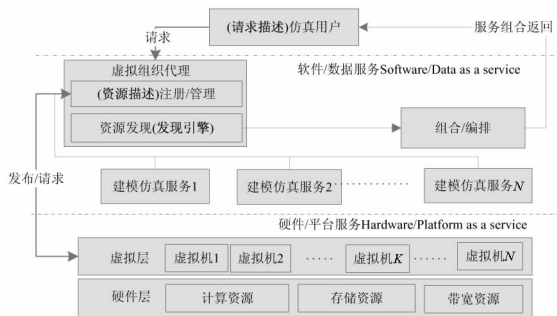 (请求描述)仿真用户
请求
服务组合返回
虚拟组织代理
软件/数据服务Software/Data as a service
(资源描述)注册/管理
资源发现(发现引擎)
组合/编排
发布/请求
建模仿真服务1
建模仿真服务2
············
建模仿真服务N
硬件/平台服务Hardware/Platform as a service
虚拟层
虚拟机1
虚拟机2
·····
虚拟机K
······
虚拟机N
硬件层
计算资源
存储资源
带宽资源